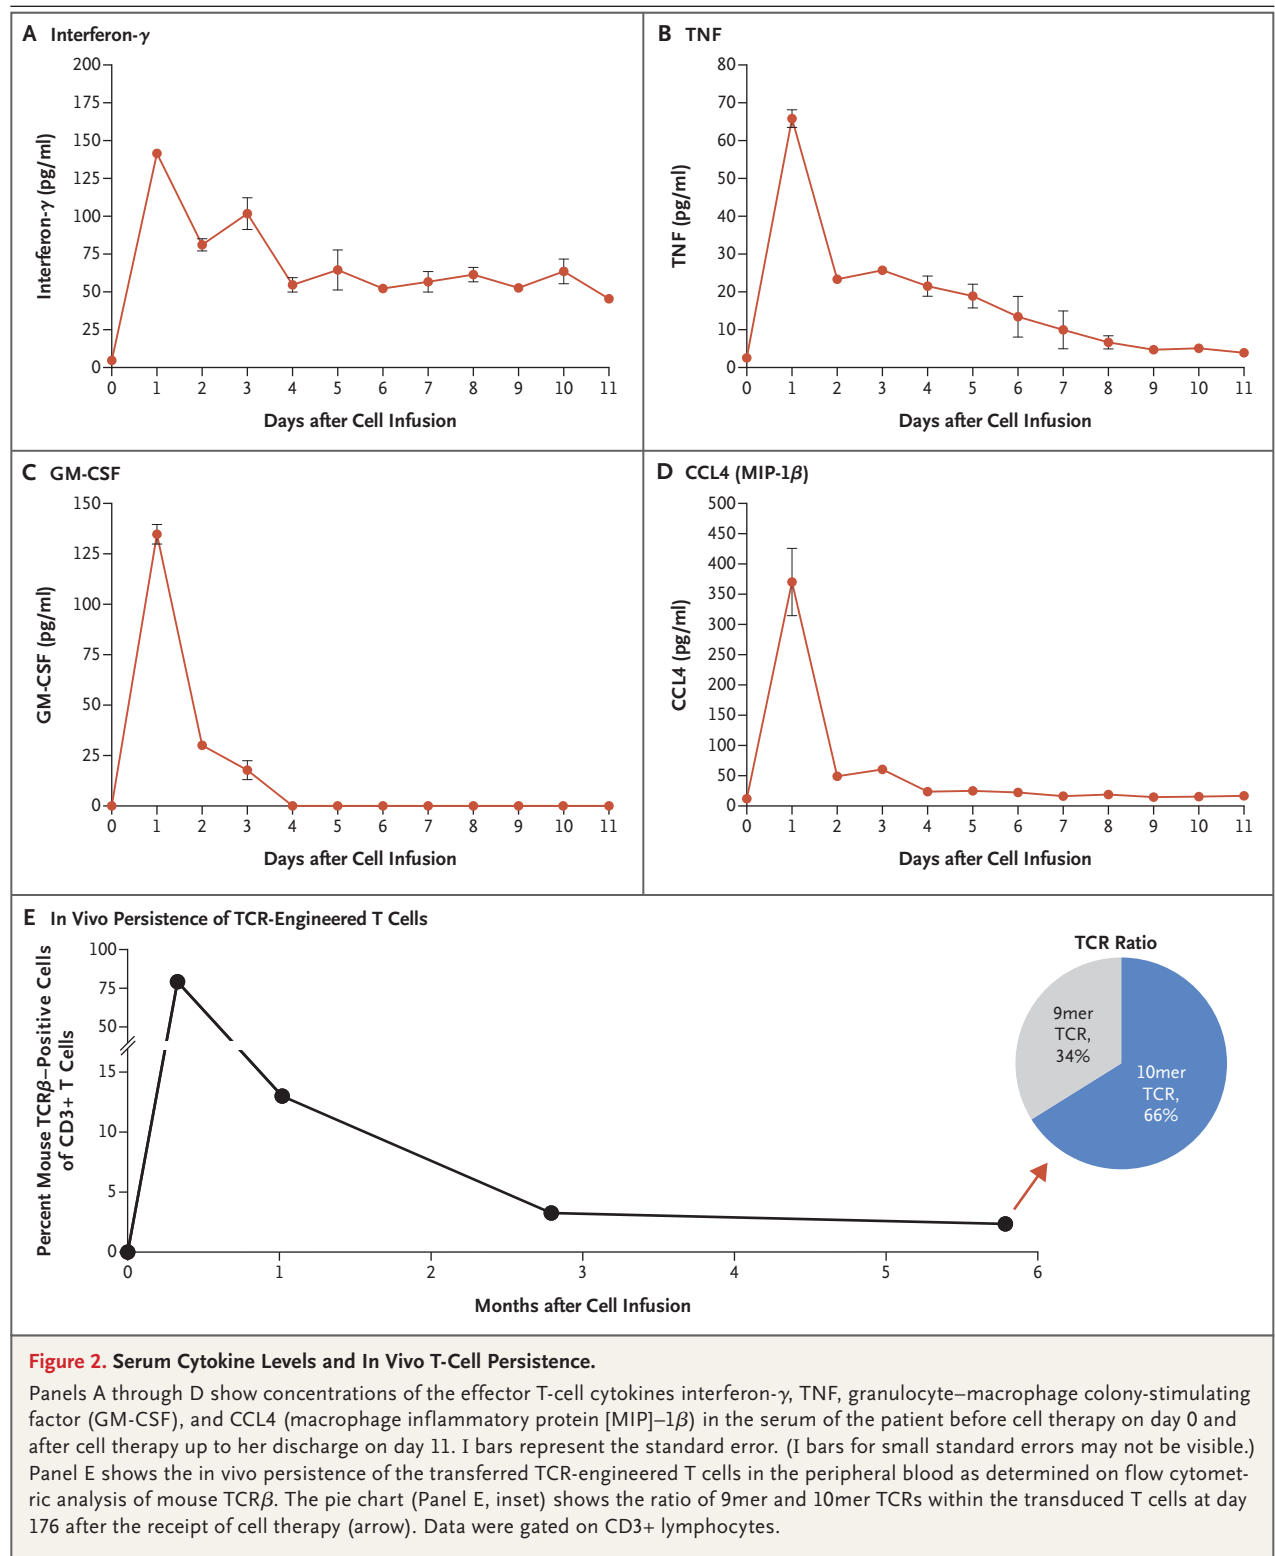 A Interferon-γ
200
175
150
125
100
75
50
25
0
Interferon-γ (pg/ml)
0 1 2 3 4 5 6 7 8 9 10 11
Days after Cell Infusion
B TNF
80
70
60
50
40
30
20
10
0
TNF (pg/ml)
0 1 2 3 4 5 6 7 8 9 10 11
Days after Cell Infusion
C GM-CSF
150
125
100
75
50
25
0
GM-CSF (pg/ml)
0 1 2 3 4 5 6 7 8 9 10 11
Days after Cell Infusion
D CCL4 (MIP-1β)
500
450
400
350
300
250
200
150
100
50
0
CCL4 (pg/ml)
0 1 2 3 4 5 6 7 8 9 10 11
Days after Cell Infusion
E In Vivo Persistence of TCR-Engineered T Cells
100
75
50
15
10
5
0
Percent Mouse TCRβ–Positive Cells
of CD3+ T Cells
0 1 2 3 4 5 6
Months after Cell Infusion
TCR Ratio
9mer
TCR,
34%
10mer
TCR,
66%
Figure 2. Serum Cytokine Levels and In Vivo T-Cell Persistence.
Panels A through D show concentrations of the effector T-cell cytokines interferon-γ, TNF, granulocyte–macrophage colony-stimulating
factor (GM-CSF), and CCL4 (macrophage inflammatory protein [MIP]–1β) in the serum of the patient before cell therapy on day 0 and
after cell therapy up to her discharge on day 11. I bars represent the standard error. (I bars for small standard errors may not be visible.)
Panel E shows the in vivo persistence of the transferred TCR-engineered T cells in the peripheral blood as determined on flow cytomet-
ric analysis of mouse TCRβ. The pie chart (Panel E, inset) shows the ratio of 9mer and 10mer TCRs within the transduced T cells at day
176 after the receipt of cell therapy (arrow). Data were gated on CD3+ lymphocytes.